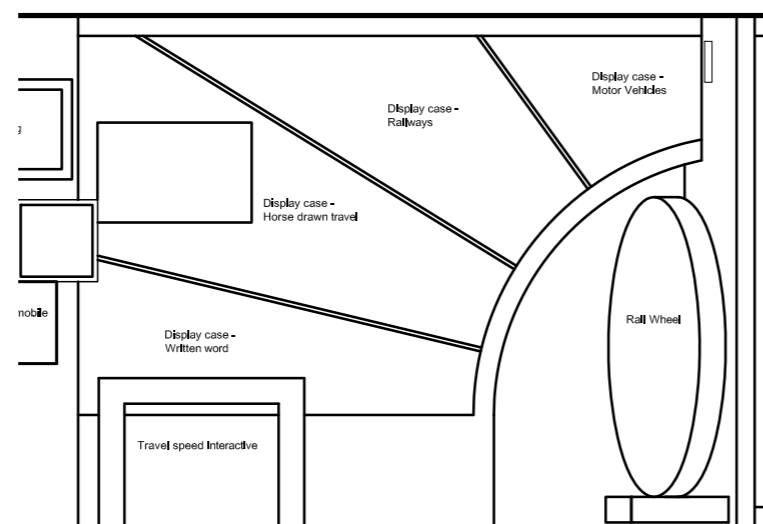 Display case -
Motor Vehicles
Display case -
Railways
g
Display case -
Horse drawn travel
mobile
Rail Wheel
Display case -
Written word
Travel speed Interactive